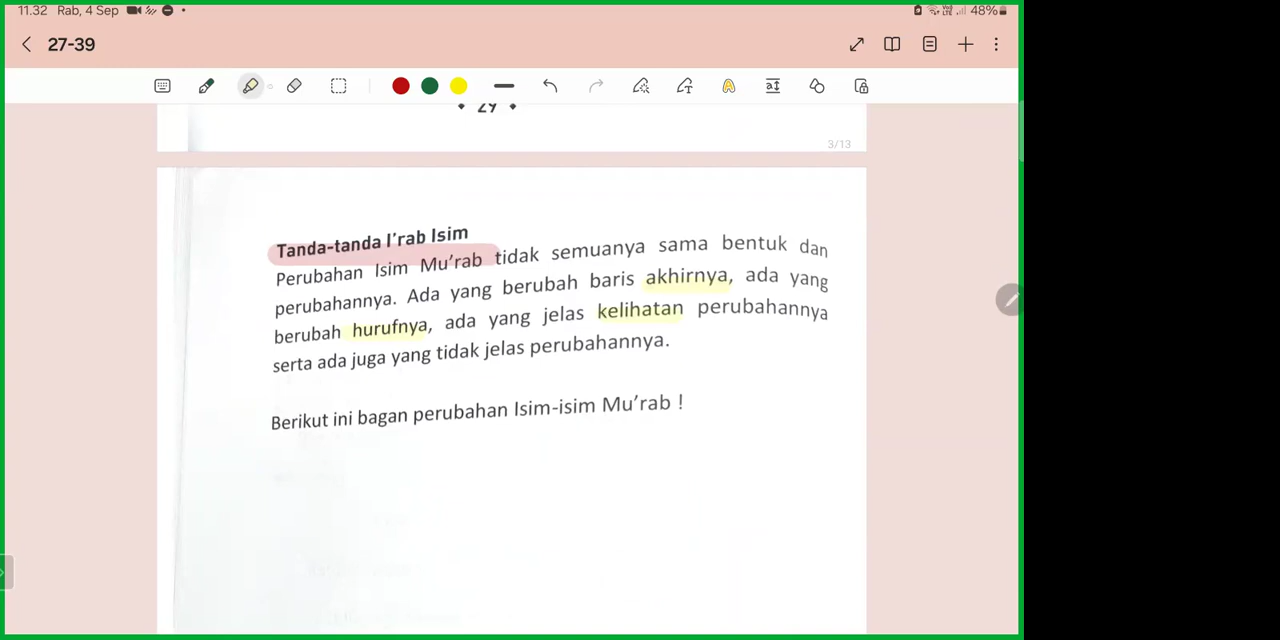 11.32 Rab, 4 Sep 48%
27-39
29
3/13
Tanda-tanda I'rab Isim
Perubahan Isim Mu'rab tidak semuanya sama bentuk dan
perubahannya. Ada yang berubah baris akhirnya, ada yang
berubah hurufnya, ada yang jelas kelihatan perubahannya
serta ada juga yang tidak jelas perubahannya.
Berikut ini bagan perubahan Isim-isim Mu'rab !